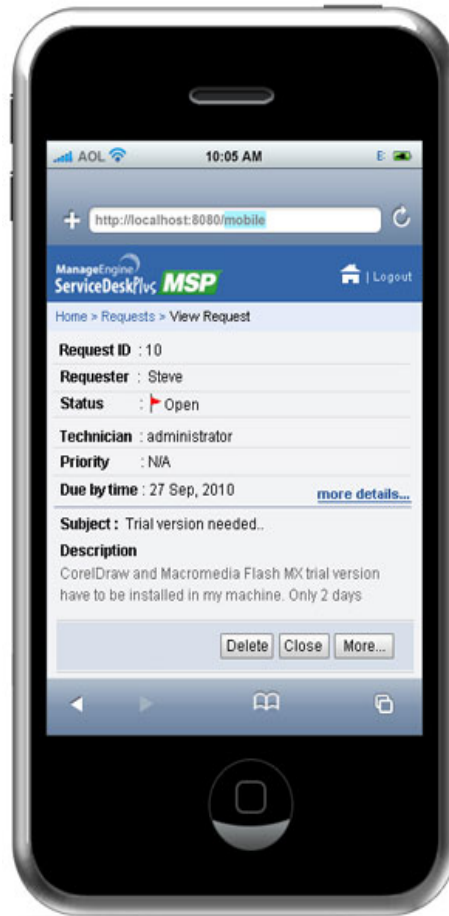 AOL 10:05 AM E
http://localhost:8080/mobile
ManageEngine
ServiceDesk Plus MSP | Logout
Home > Requests > View Request
Request ID : 10
Requester : Steve
Status : Open
Technician : administrator
Priority : N/A
Due by time : 27 Sep, 2010 more details...
Subject : Trial version needed..
Description
CorelDraw and Macromedia Flash MX trial version
have to be installed in my machine. Only 2 days
Delete Close More...